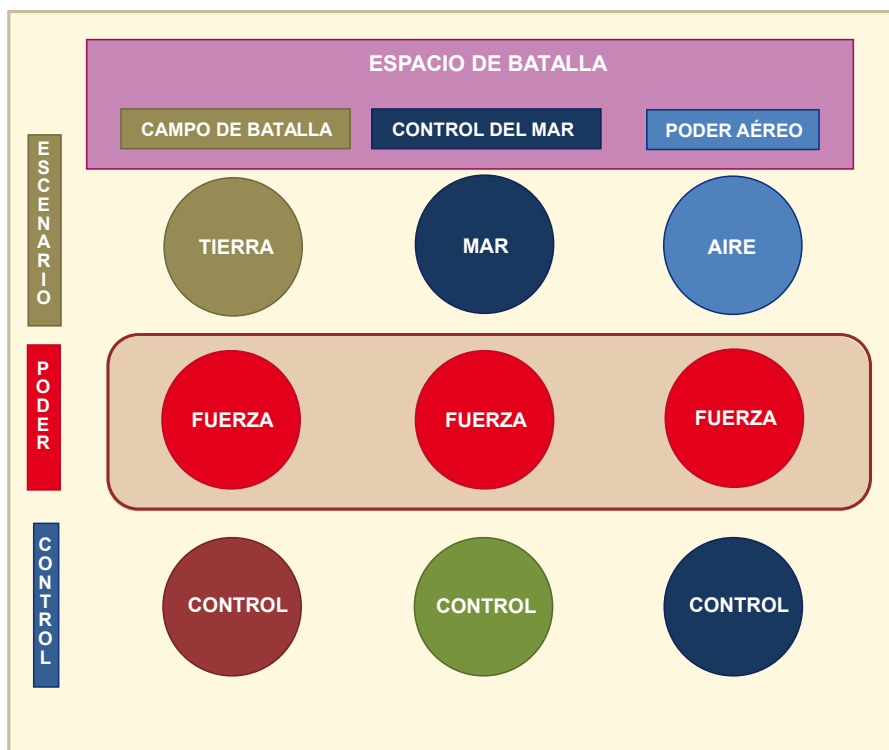 ESPACIO DE BATALLA
CAMPO DE BATALLA
CONTROL DEL MAR
PODER AÉREO
ESCENARIO
TIERRA
MAR
AIRE
PODER
FUERZA
FUERZA
FUERZA
CONTROL
CONTROL
CONTROL
CONTROL